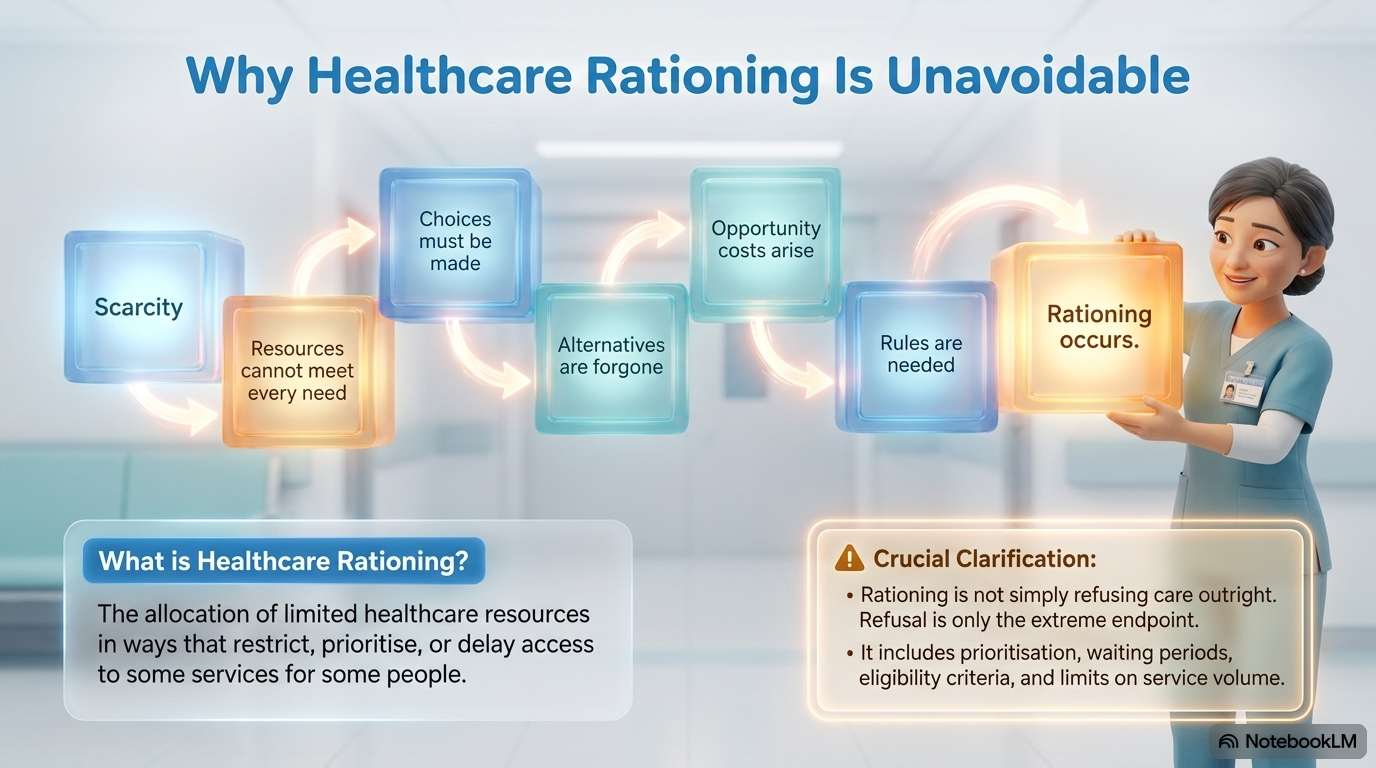 Why Healthcare Rationing Is Unavoidable
Scarcity
Resources
cannot meet
every need
Choices
must be
made
Alternatives
are forgone
Opportunity
costs arise
Rules are
needed
Rationing
occurs.
What is Healthcare Rationing?
The allocation of limited healthcare resources
in ways that restrict, prioritise, or delay access
to some services for some people.
Crucial Clarification:
• Rationing is not simply refusing care outright.
Refusal is only the extreme endpoint.
• It includes prioritisation, waiting periods,
eligibility criteria, and limits on service volume.
NotebookLM